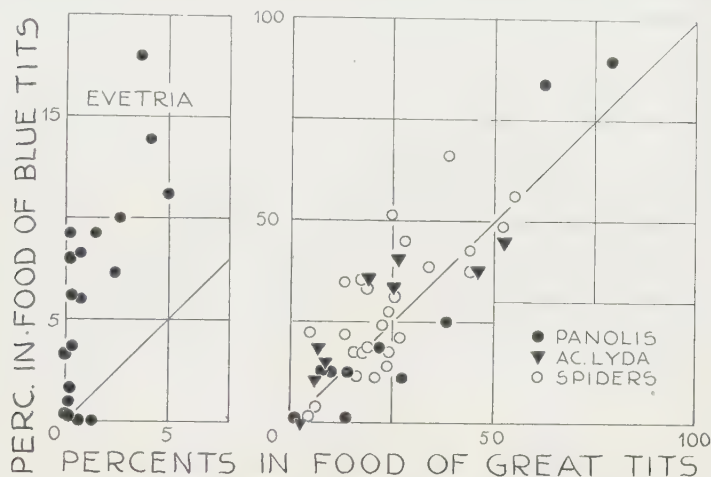 PERC. IN FOOD OF BLUE TITS
15
5
EVETRIA
0
5
100
50
0
50
100
PANOLIS
AC. LYDA
SPIDERS
PERCENTS IN FOOD OF GREAT TITS